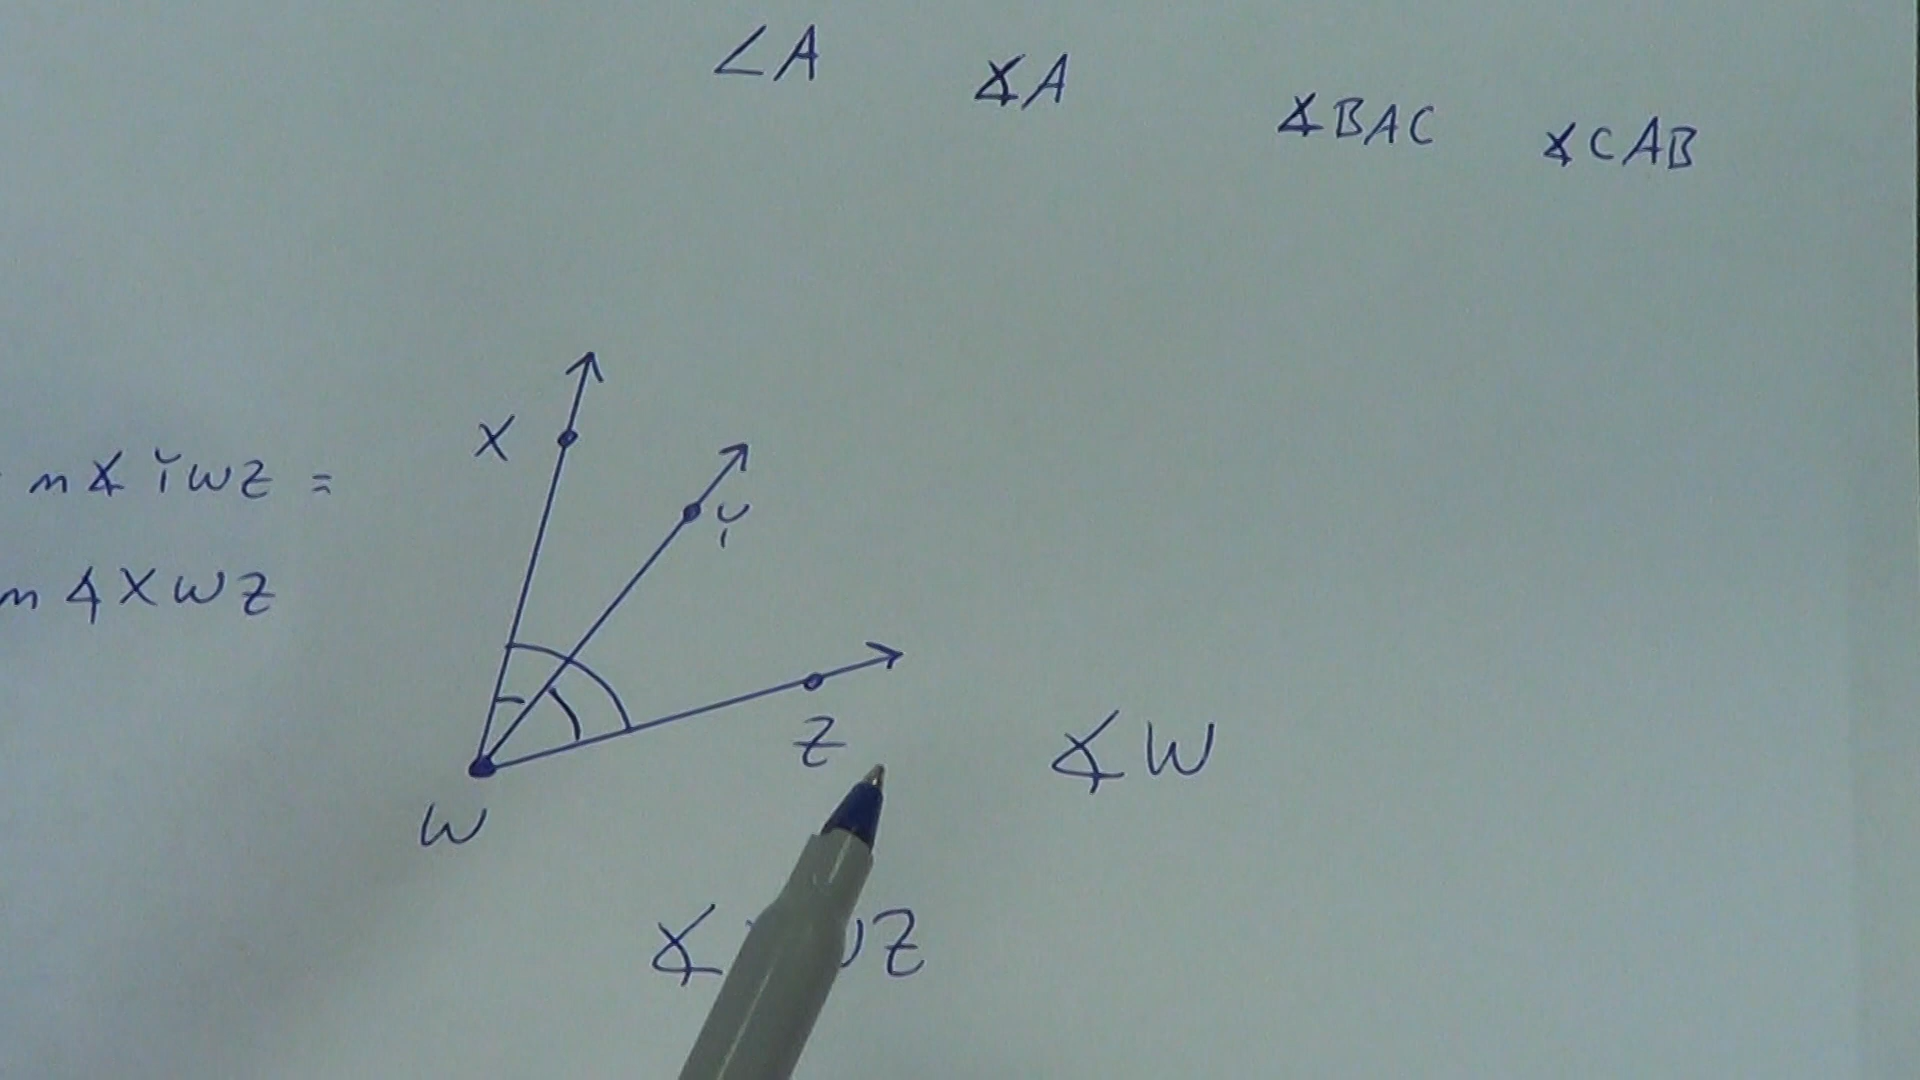 ∠A ∡A ∡BAC ∡CAB
X
m∡YWZ =
Y
m∡XWZ
Z
∡W
W
∡ Z